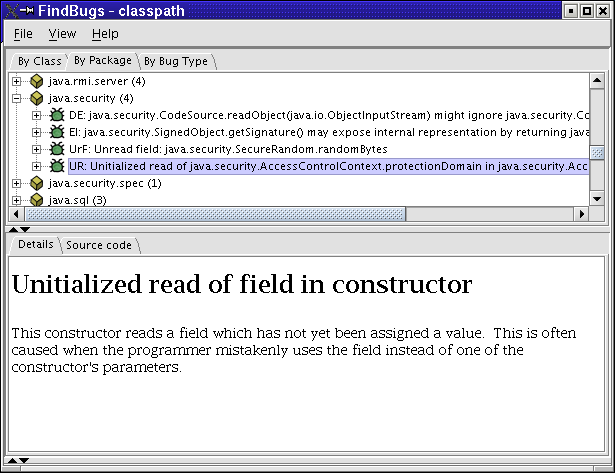 FindBugs - classpath
File View Help
By Class By Package By Bug Type
java.rmi.server (4)
java.security (4)
DE: java.security.CodeSource.readObject(java.io.ObjectInputStream) might ignore java.security.Co
EI: java.security.SignedObject.getSignature() may expose internal representation by returning java
UrF: Unread field: java.security.SecureRandom.randomBytes
UR: Unitialized read of java.security.AccessControlContext.protectionDomain in java.security.Acc
java.security.spec (1)
java.sql (3)
Details Source code
Unitialized read of field in constructor
This constructor reads a field which has not yet been assigned a value. This is often
caused when the programmer mistakenly uses the field instead of one of the
constructor's parameters.